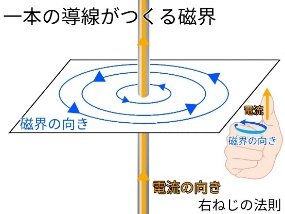 一本の導線がつくる磁界
電流
磁界の向き
磁界の向き
電流の向き
右ねじの法則